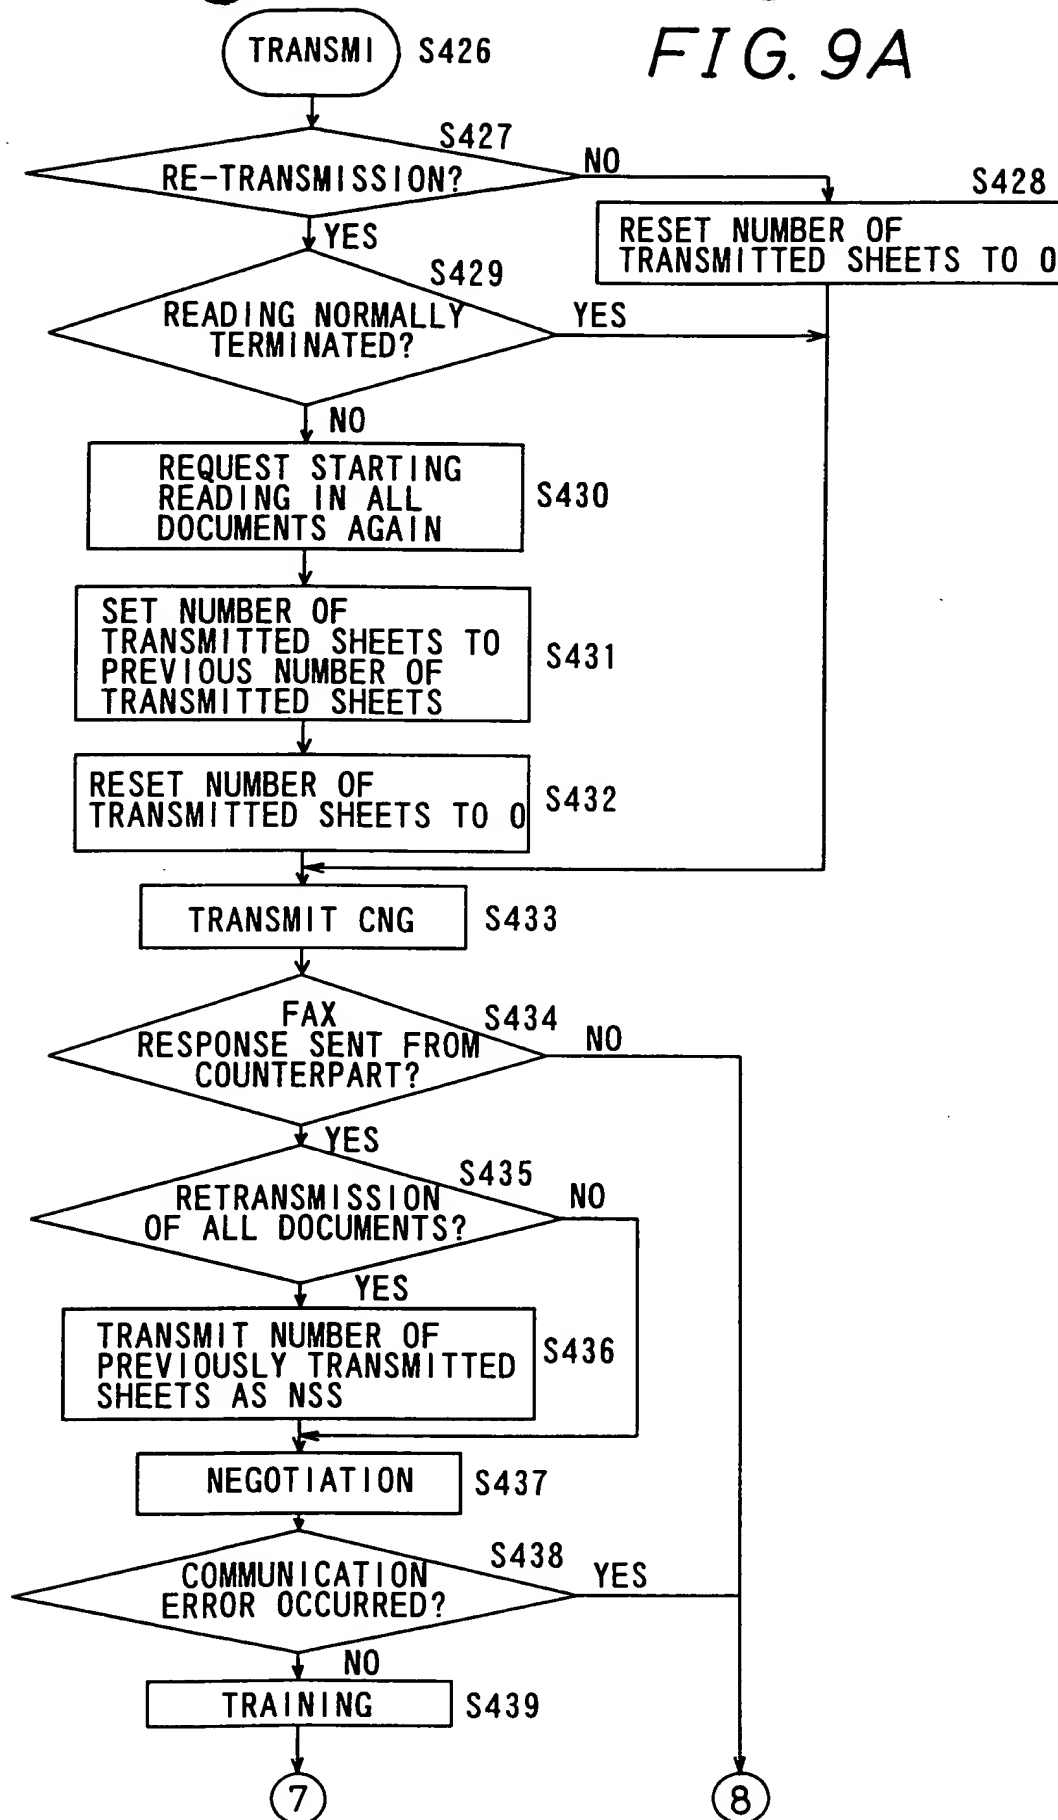 FIG. 9A
TRANSMI
S426
S427
RE-TRANSMISSION?
NO
S428
RESET NUMBER OF
TRANSMITTED SHEETS TO 0
YES
S429
READING NORMALLY
TERMINATED?
YES
NO
REQUEST STARTING
READING IN ALL
DOCUMENTS AGAIN
S430
SET NUMBER OF
TRANSMITTED SHEETS TO
PREVIOUS NUMBER OF
TRANSMITTED SHEETS
S431
RESET NUMBER OF
TRANSMITTED SHEETS TO 0
S432
TRANSMIT CNG
S433
FAX
RESPONSE SENT FROM
COUNTERPART?
S434
NO
YES
S435
RETRANSMISSION
OF ALL DOCUMENTS?
NO
YES
TRANSMIT NUMBER OF
PREVIOUSLY TRANSMITTED
SHEETS AS NSS
S436
NEGOTIATION
S437
S438
COMMUNICATION
ERROR OCCURRED?
YES
NO
TRAINING
S439
7
8